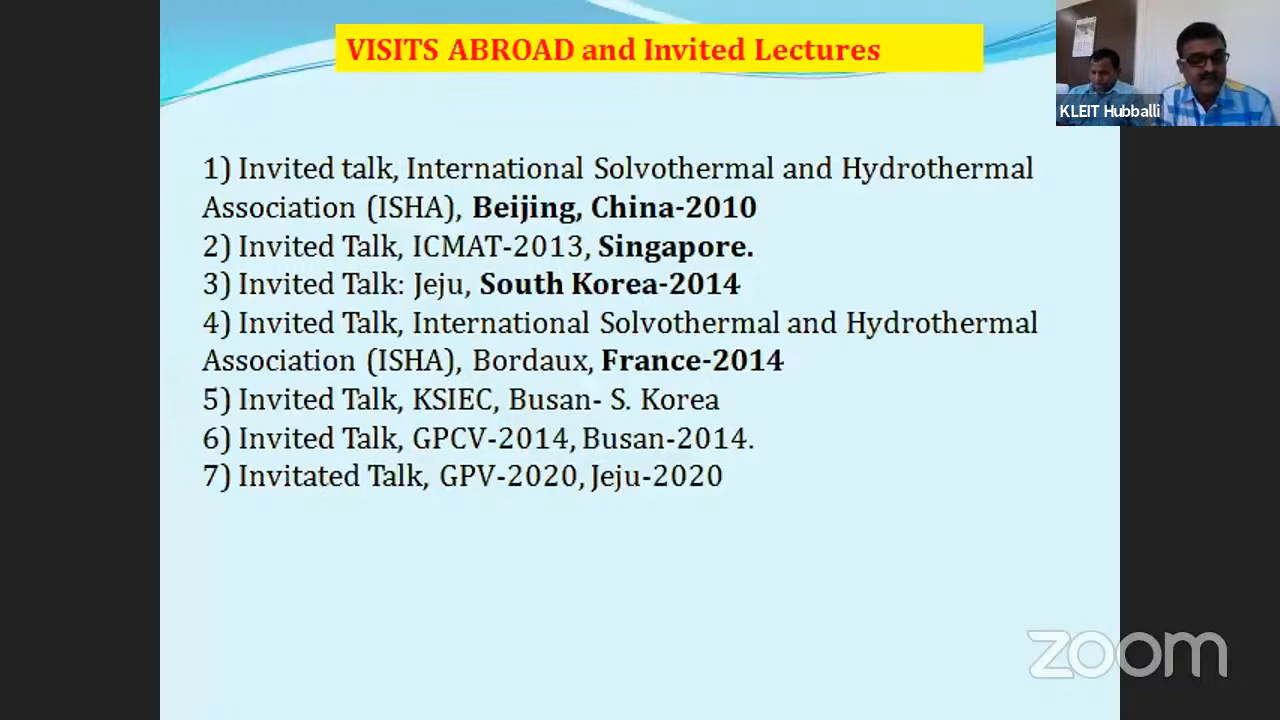 VISITS ABROAD and Invited Lectures
KLEIT Hubballi
1) Invited talk, International Solvothermal and Hydrothermal
Association (ISHA), Beijing, China-2010
2) Invited Talk, ICMAT-2013, Singapore.
3) Invited Talk: Jeju, South Korea-2014
4) Invited Talk, International Solvothermal and Hydrothermal
Association (ISHA), Bordaux, France-2014
5) Invited Talk, KSIEC, Busan- S. Korea
6) Invited Talk, GPCV-2014, Busan-2014.
7) Invitated Talk, GPV-2020, Jeju-2020
zoom